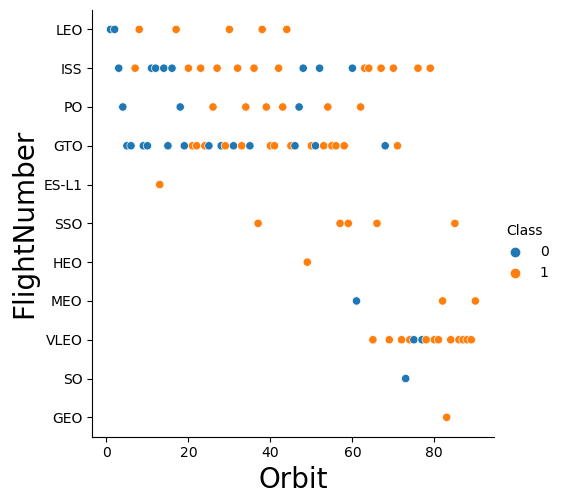 LEO
ISS
PO
GTO
ES-L1
SSO
HEO
MEO
VLEO
SO
GEO
FlightNumber
0 20 40 60 80
Orbit
Class
0
1